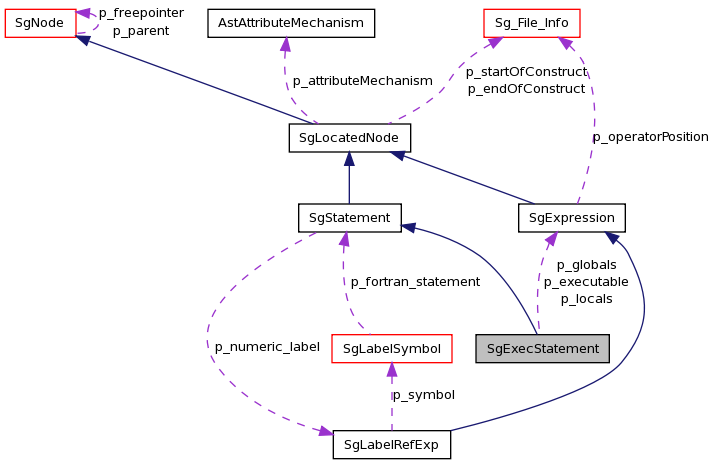 SgNode
p_freepointer
p_parent
AstAttributeMechanism
Sg_File_Info
p_attributeMechanism
p_startOfConstruct
p_endOfConstruct
SgLocatedNode
p_operatorPosition
SgStatement
SgExpression
p_globals
p_executable
p_locals
p_fortran_statement
p_numeric_label
SgLabelSymbol
SgExecStatement
p_symbol
SgLabelRefExp